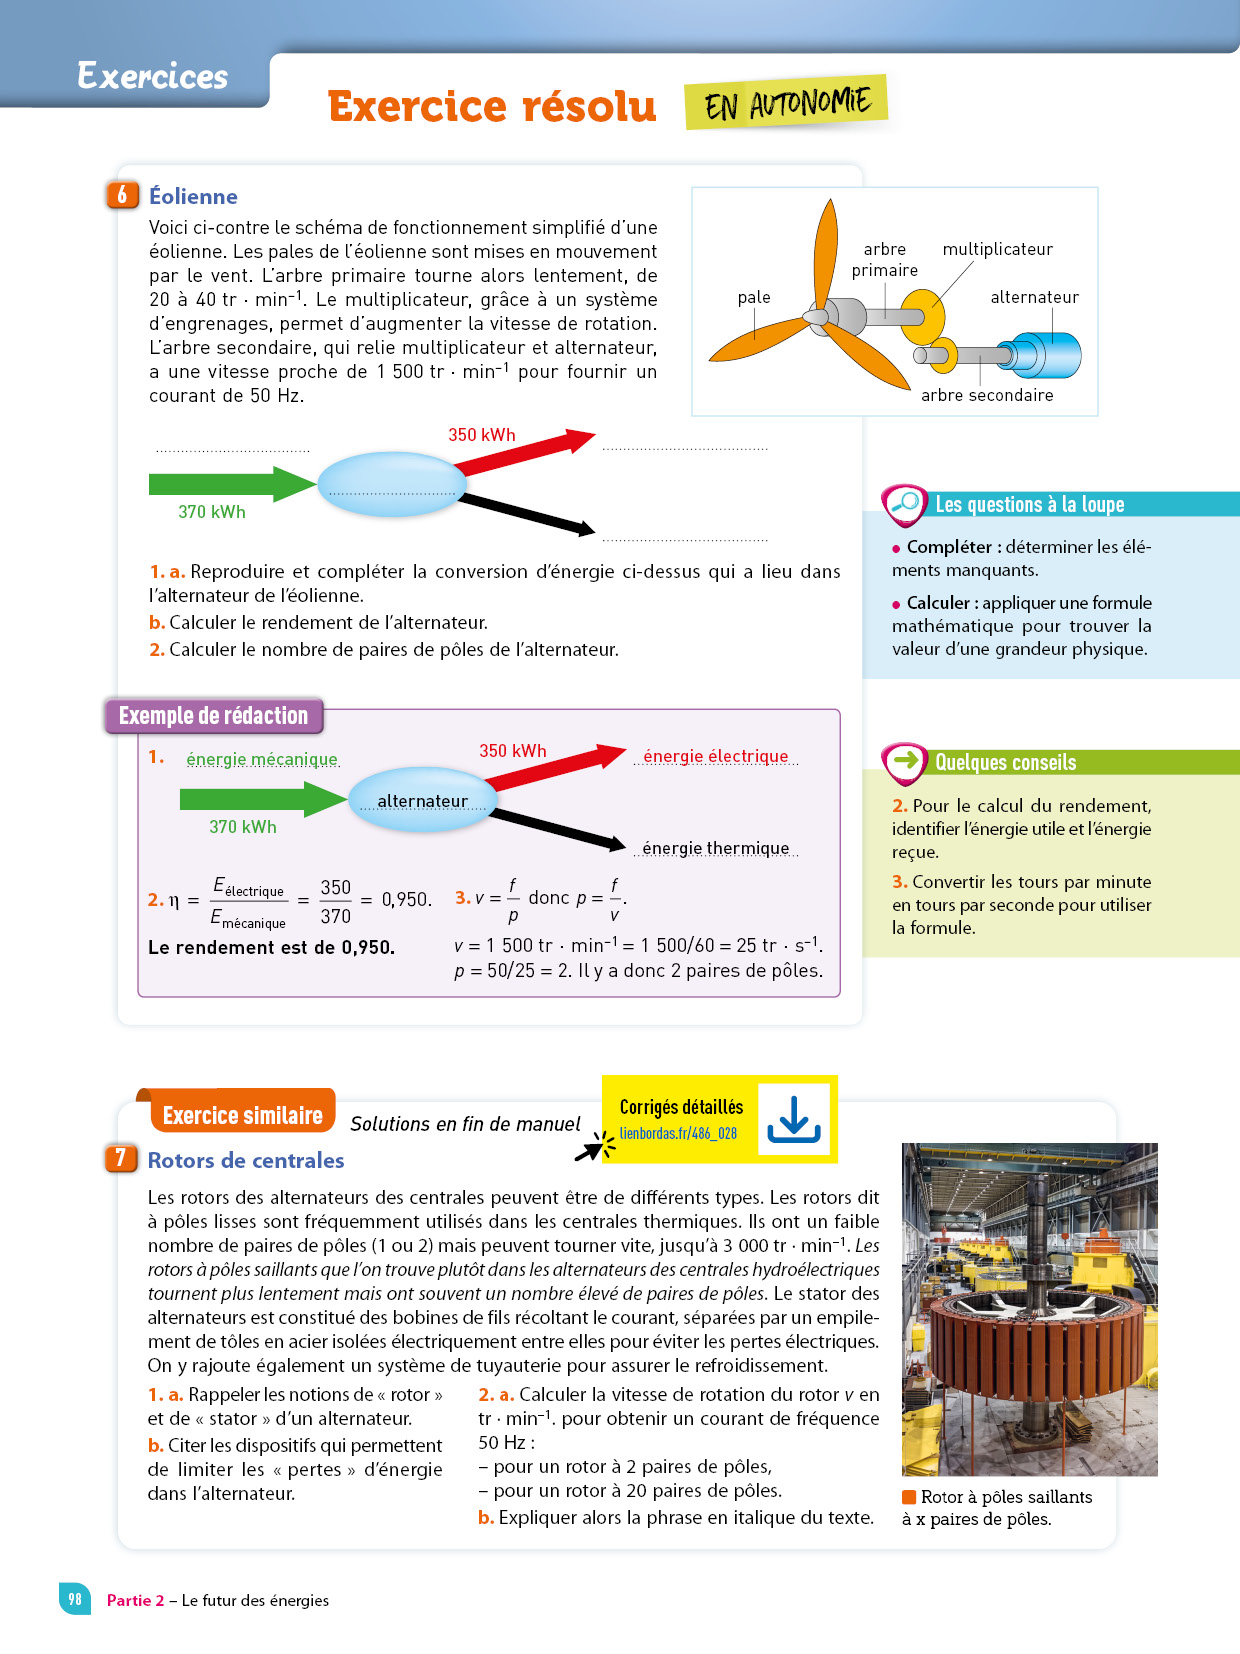 Exercices
Exercice résolu
EN AUTONOMIE
6 Éolienne
Voici ci-contre le schéma de fonctionnement simplifié d’une
éolienne. Les pales de l’éolienne sont mises en mouvement
par le vent. L’arbre primaire tourne alors lentement, de
20 à 40 tr · min⁻¹. Le multiplicateur, grâce à un système
d’engrenages, permet d’augmenter la vitesse de rotation.
L’arbre secondaire, qui relie multiplicateur et alternateur,
a une vitesse proche de 1 500 tr · min⁻¹ pour fournir un
courant de 50 Hz.
arbre
primaire
multiplicateur
pale
alternateur
arbre secondaire
350 kWh
370 kWh
1. a. Reproduire et compléter la conversion d’énergie ci-dessus qui a lieu dans
l’alternateur de l’éolienne.
b. Calculer le rendement de l’alternateur.
2. Calculer le nombre de paires de pôles de l’alternateur.
Les questions à la loupe
• Compléter : déterminer les élé-
ments manquants.
• Calculer : appliquer une formule
mathématique pour trouver la
valeur d’une grandeur physique.
Exemple de rédaction
1. énergie mécanique
350 kWh
énergie électrique
alternateur
370 kWh
énergie thermique
2. η = Eélectrique / Emécanique = 350 / 370 = 0,950.
Le rendement est de 0,950.
3. v = f / p donc p = f / v.
v = 1 500 tr · min⁻¹ = 1 500/60 = 25 tr · s⁻¹.
p = 50/25 = 2. Il y a donc 2 paires de pôles.
Quelques conseils
2. Pour le calcul du rendement,
identifier l’énergie utile et l’énergie
reçue.
3. Convertir les tours par minute
en tours par seconde pour utiliser
la formule.
Exercice similaire
Solutions en fin de manuel
Corrigés détaillés
lienbordas.fr/486_028
7 Rotors de centrales
Les rotors des alternateurs des centrales peuvent être de différents types. Les rotors dit
à pôles lisses sont fréquemment utilisés dans les centrales thermiques. Ils ont un faible
nombre de paires de pôles (1 ou 2) mais peuvent tourner vite, jusqu’à 3 000 tr · min⁻¹. Les
rotors à pôles saillants que l’on trouve plutôt dans les alternateurs des centrales hydroélectriques
tournent plus lentement mais ont souvent un nombre élevé de paires de pôles. Le stator des
alternateurs est constitué des bobines de fils récoltant le courant, séparées par un empile-
ment de tôles en acier isolées électriquement entre elles pour éviter les pertes électriques.
On y rajoute également un système de tuyauterie pour assurer le refroidissement.
1. a. Rappeler les notions de « rotor »
et de « stator » d’un alternateur.
b. Citer les dispositifs qui permettent
de limiter les « pertes » d’énergie
dans l’alternateur.
2. a. Calculer la vitesse de rotation du rotor v en
tr · min⁻¹. pour obtenir un courant de fréquence
50 Hz :
– pour un rotor à 2 paires de pôles,
– pour un rotor à 20 paires de pôles.
b. Expliquer alors la phrase en italique du texte.
Rotor à pôles saillants
à x paires de pôles.
98 Partie 2 – Le futur des énergies